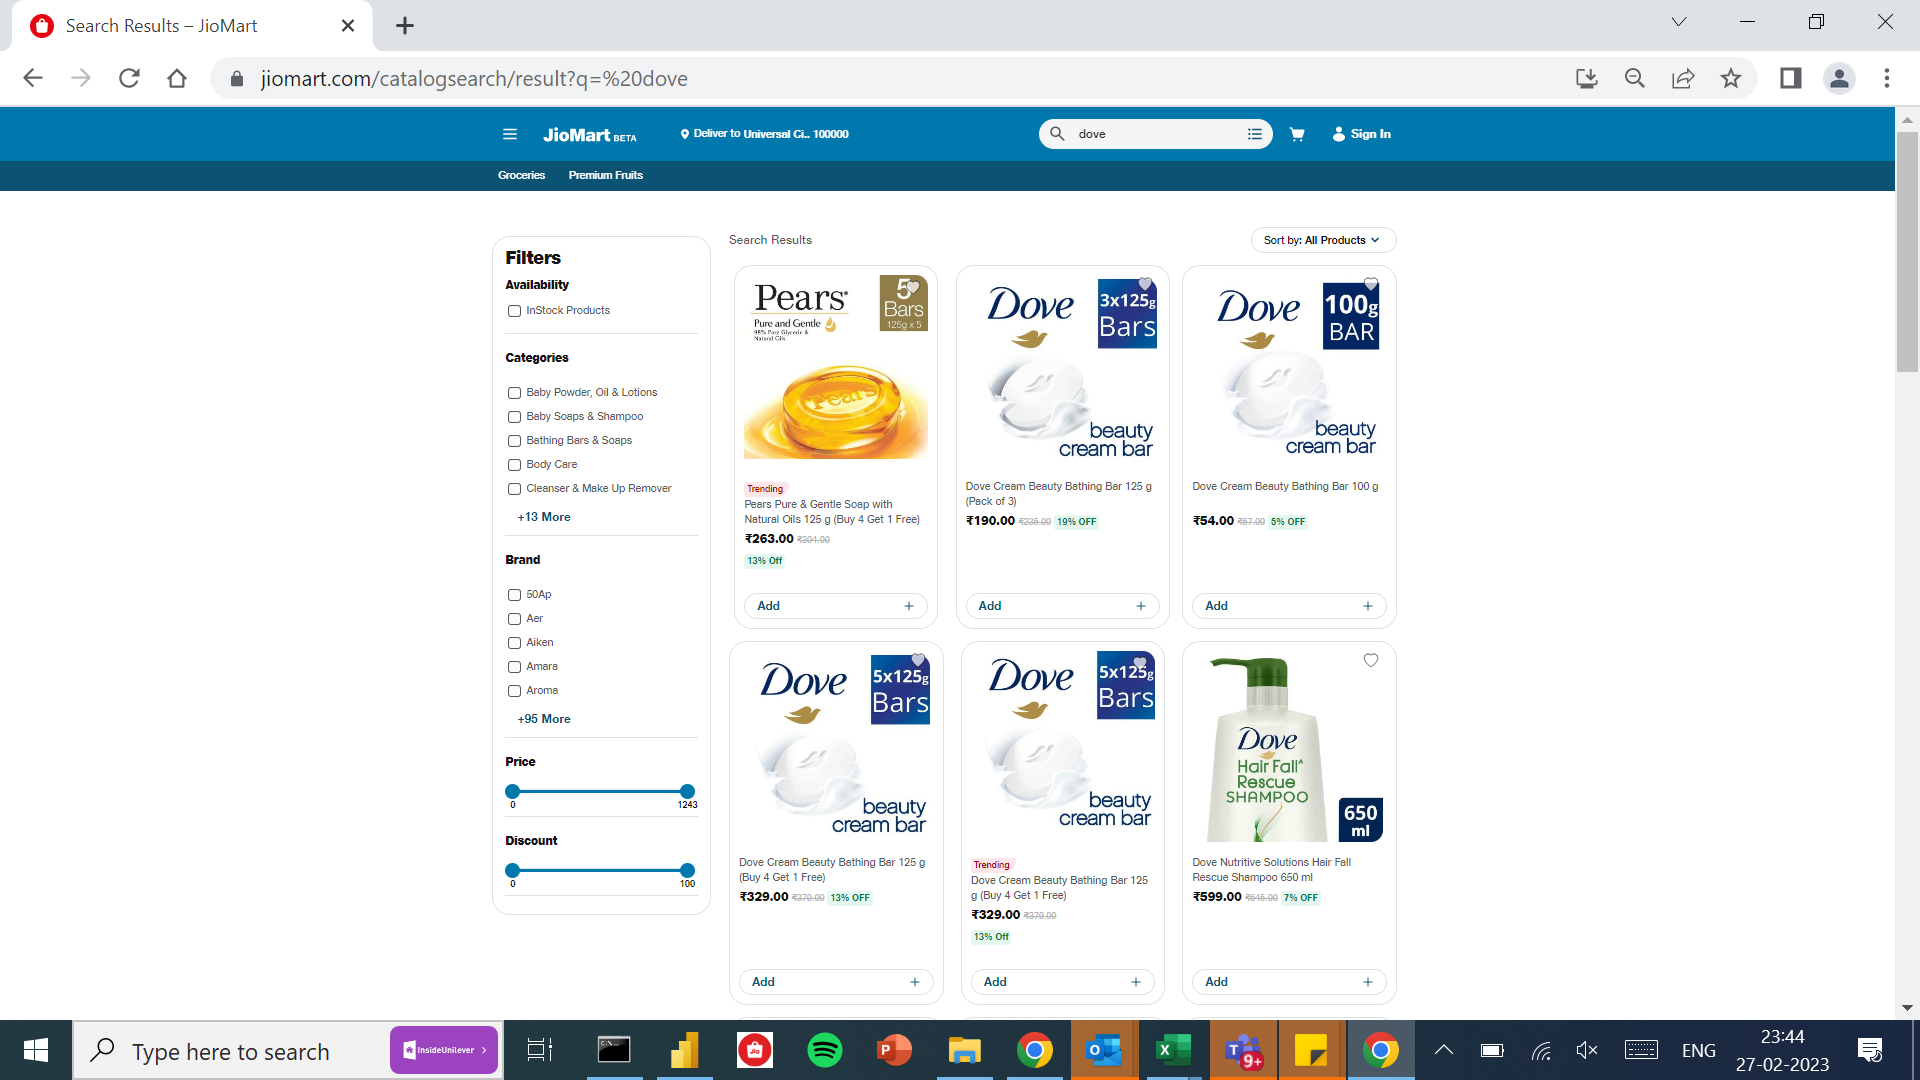 Search Results – JioMart
jiomart.com/catalogsearch/result?q=%20dove
JioMart BETA
Deliver to Universal Ci.. 100000
dove
Sign In
Groceries
Premium Fruits
Filters
Availability
InStock Products
Categories
Baby Powder, Oil & Lotions
Baby Soaps & Shampoo
Bathing Bars & Soaps
Body Care
Cleanser & Make Up Remover
+13 More
Brand
50Ap
Aer
Aiken
Amara
Aroma
+95 More
Price
0
1243
Discount
0
100
Search Results
Sort by: All Products
Pears
Pure and Gentle
98% Pure Glycerin &
Natural Oils
5
Bars
125g x 5
Pears
Trending
Pears Pure & Gentle Soap with
Natural Oils 125 g (Buy 4 Get 1 Free)
₹263.00 ₹304.00
13% Off
Add +
Dove
3x125g
Bars
beauty
cream bar
Dove Cream Beauty Bathing Bar 125 g
(Pack of 3)
₹190.00 ₹235.00 19% OFF
Add +
Dove
100g
BAR
beauty
cream bar
Dove Cream Beauty Bathing Bar 100 g
₹54.00 ₹57.00 5% OFF
Add +
Dove
5x125g
Bars
beauty
cream bar
Dove Cream Beauty Bathing Bar 125 g
(Buy 4 Get 1 Free)
₹329.00 ₹379.00 13% OFF
Add +
Dove
5x125g
Bars
beauty
cream bar
Trending
Dove Cream Beauty Bathing Bar 125
g (Buy 4 Get 1 Free)
₹329.00 ₹379.00
13% Off
Add +
Dove
Hair Fall^
Rescue
SHAMPOO
650
ml
Dove Nutritive Solutions Hair Fall
Rescue Shampoo 650 ml
₹599.00 ₹645.00 7% OFF
Add +
Type here to search
InsideUnilever >
9+
ENG
23:44
27-02-2023